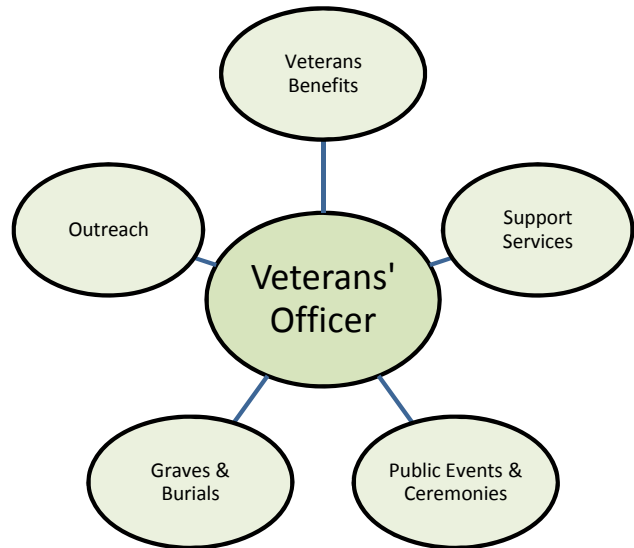 Veterans
Benefits
Outreach
Support
Services
Veterans'
Officer
Graves &
Burials
Public Events &
Ceremonies